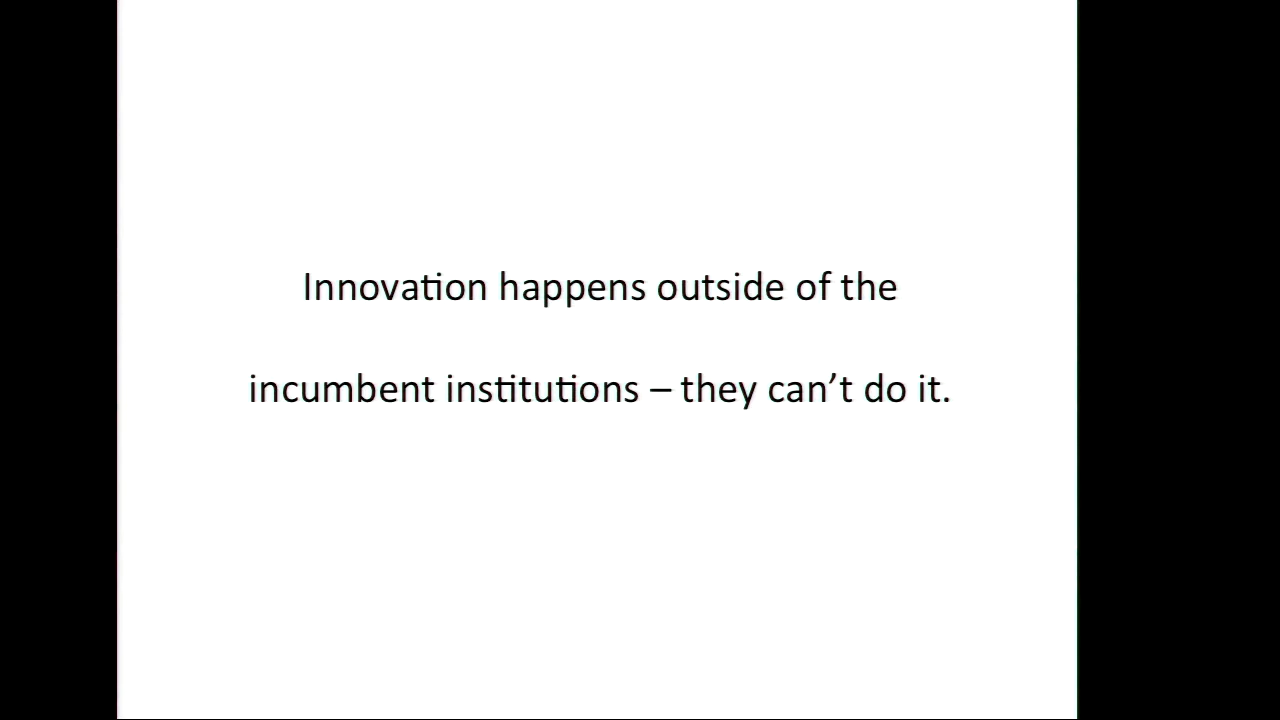 Innovation happens outside of the
incumbent institutions – they can’t do it.